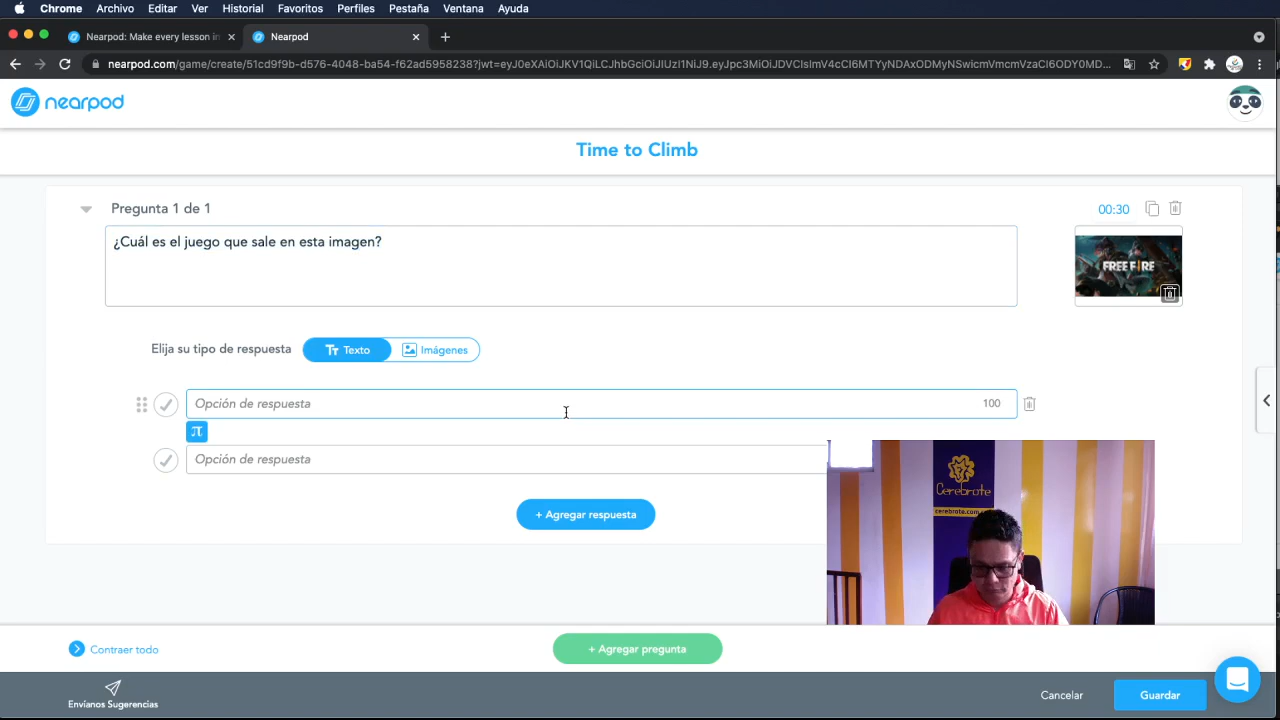 Chrome Archivo Editar Ver Historial Favoritos Perfiles Pestaña Ventana Ayuda
Nearpod: Make every lesson in
Nearpod
nearpod.com/game/create/51cd9f9b-d576-4048-ba54-f62ad5958238?jwt=eyJ0eXAiOiJKV1QiLCJhbGciOiJIUzI1NiJ9.eyJpc3MiOiJDVCIsImV4cCI6MTYyNDAxODMyNSwicmVmcmVzaCI6ODY0MD...
nearpod
Time to Climb
Pregunta 1 de 1
00:30
¿Cuál es el juego que sale en esta imagen?
FREE FIRE
Elija su tipo de respuesta
Texto
Imágenes
Opción de respuesta
100
π
Opción de respuesta
Cerebrote
+ Agregar respuesta
Contraer todo
+ Agregar pregunta
Envíanos Sugerencias
Cancelar
Guardar